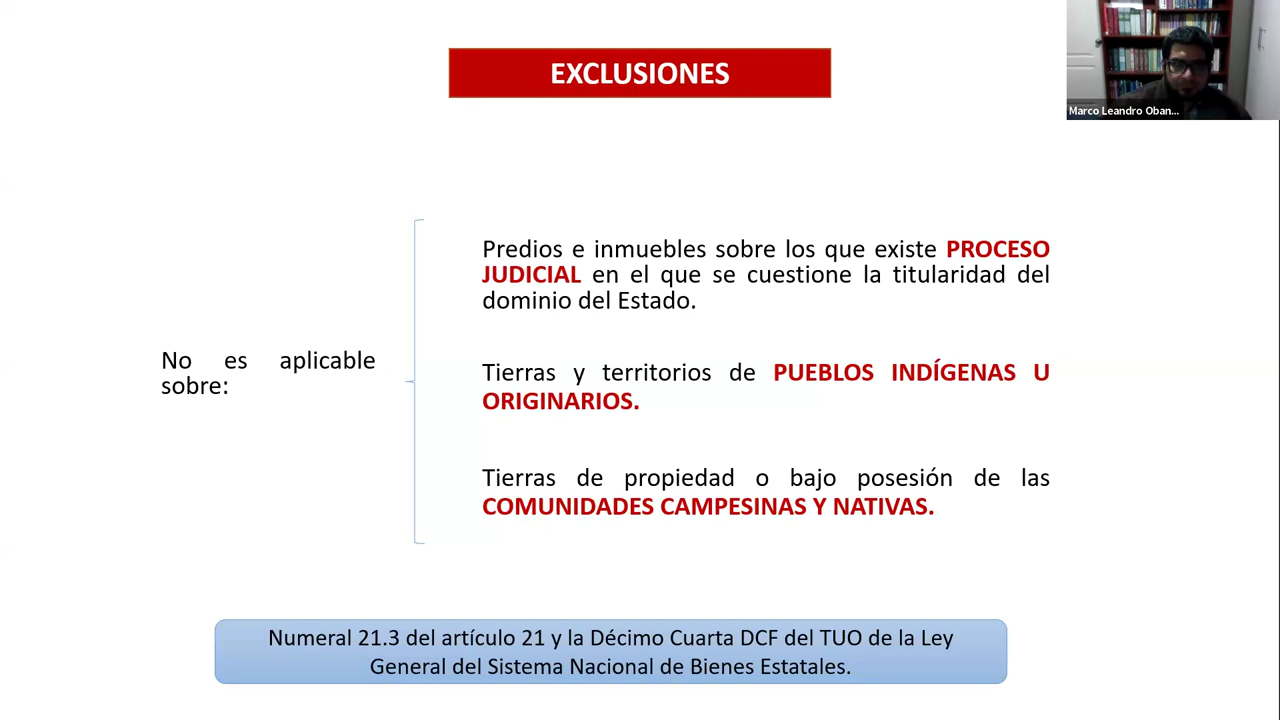 EXCLUSIONES
Marco Leandro Oban...
Predios e inmuebles sobre los que existe PROCESO
JUDICIAL en el que se cuestione la titularidad del
dominio del Estado.
No es aplicable
sobre:
Tierras y territorios de PUEBLOS INDÍGENAS U
ORIGINARIOS.
Tierras de propiedad o bajo posesión de las
COMUNIDADES CAMPESINAS Y NATIVAS.
Numeral 21.3 del artículo 21 y la Décimo Cuarta DCF del TUO de la Ley
General del Sistema Nacional de Bienes Estatales.